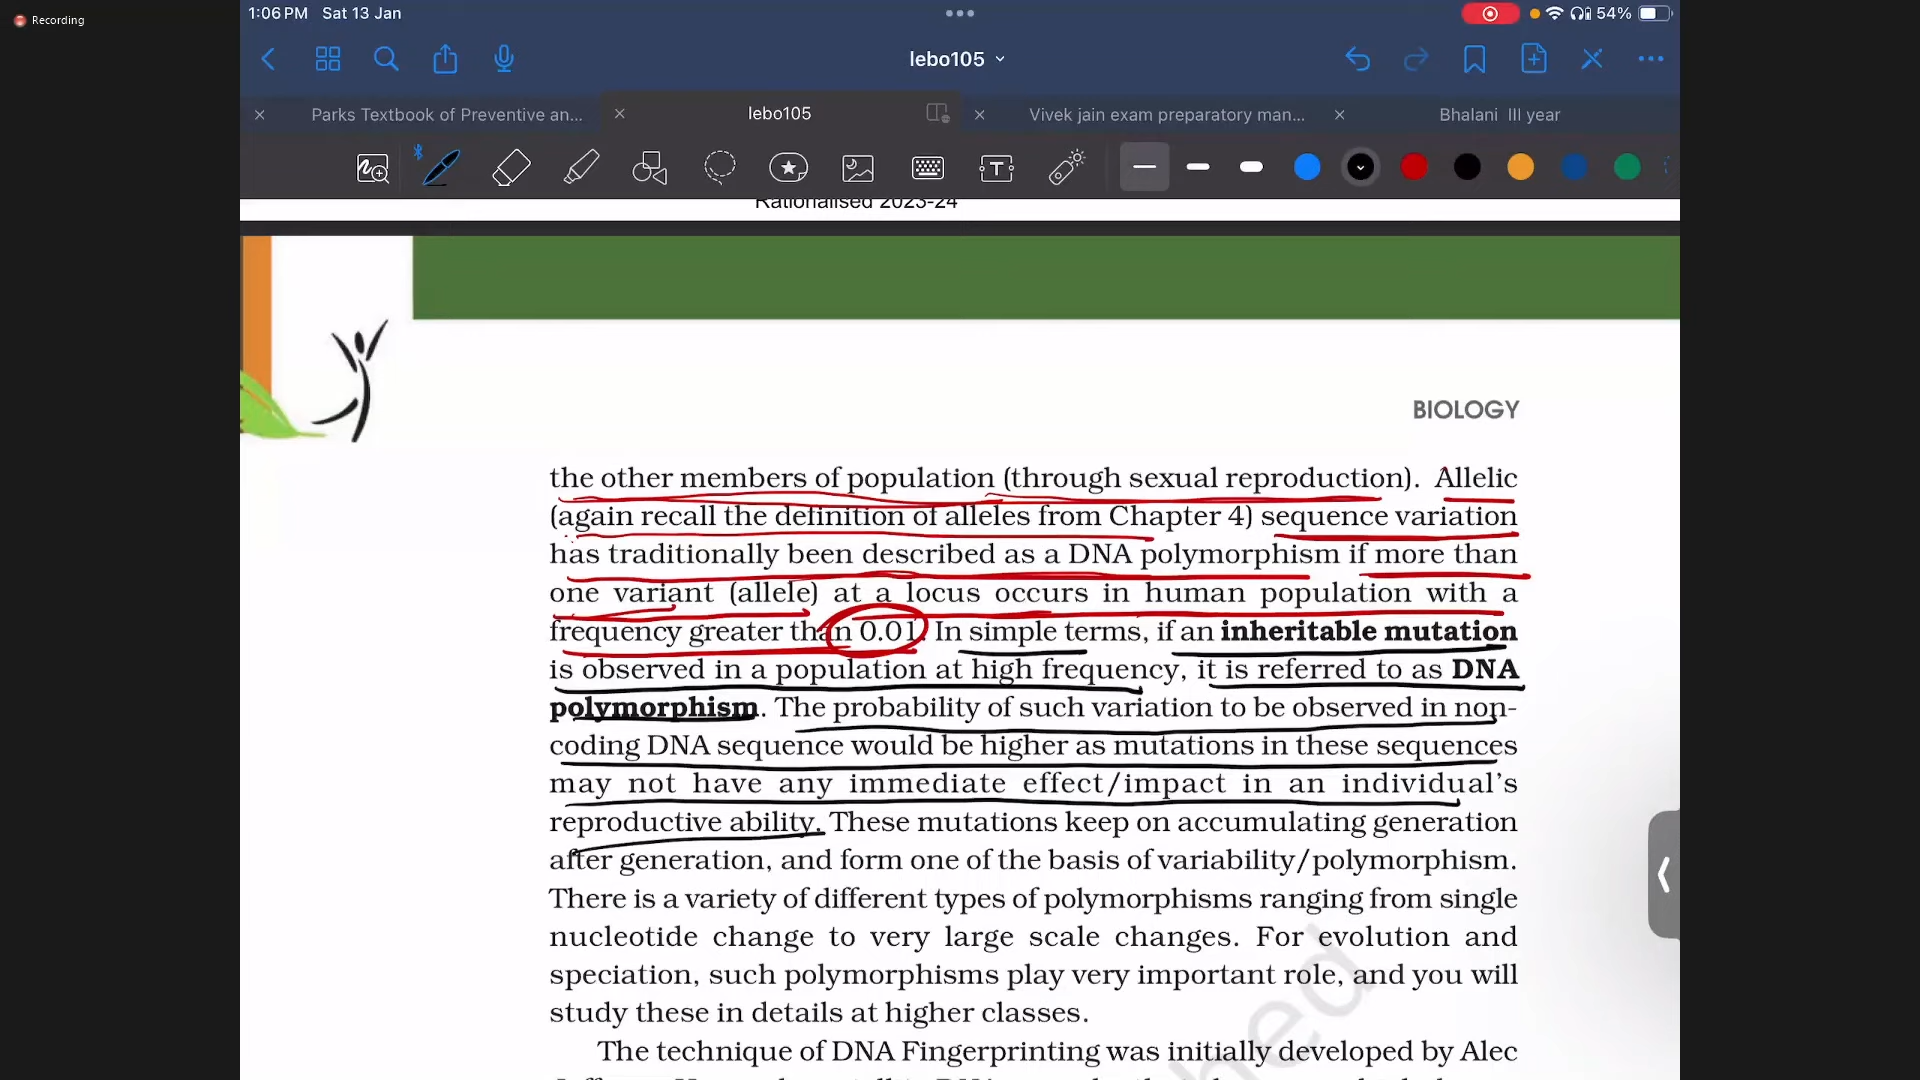 Recording
1:06 PM Sat 13 Jan
54%
lebo105
Parks Textbook of Preventive an...
lebo105
Vivek jain exam preparatory man...
Bhalani III year
T
Rationalised 2023-24
BIOLOGY
the other members of population (through sexual reproduction). Allelic
(again recall the definition of alleles from Chapter 4) sequence variation
has traditionally been described as a DNA polymorphism if more than
one variant (allele) at a locus occurs in human population with a
frequency greater than 0.01. In simple terms, if an inheritable mutation
is observed in a population at high frequency, it is referred to as DNA
polymorphism. The probability of such variation to be observed in non-
coding DNA sequence would be higher as mutations in these sequences
may not have any immediate effect/impact in an individual's
reproductive ability. These mutations keep on accumulating generation
after generation, and form one of the basis of variability/polymorphism.
There is a variety of different types of polymorphisms ranging from single
nucleotide change to very large scale changes. For evolution and
speciation, such polymorphisms play very important role, and you will
study these in details at higher classes.
The technique of DNA Fingerprinting was initially developed by Alec